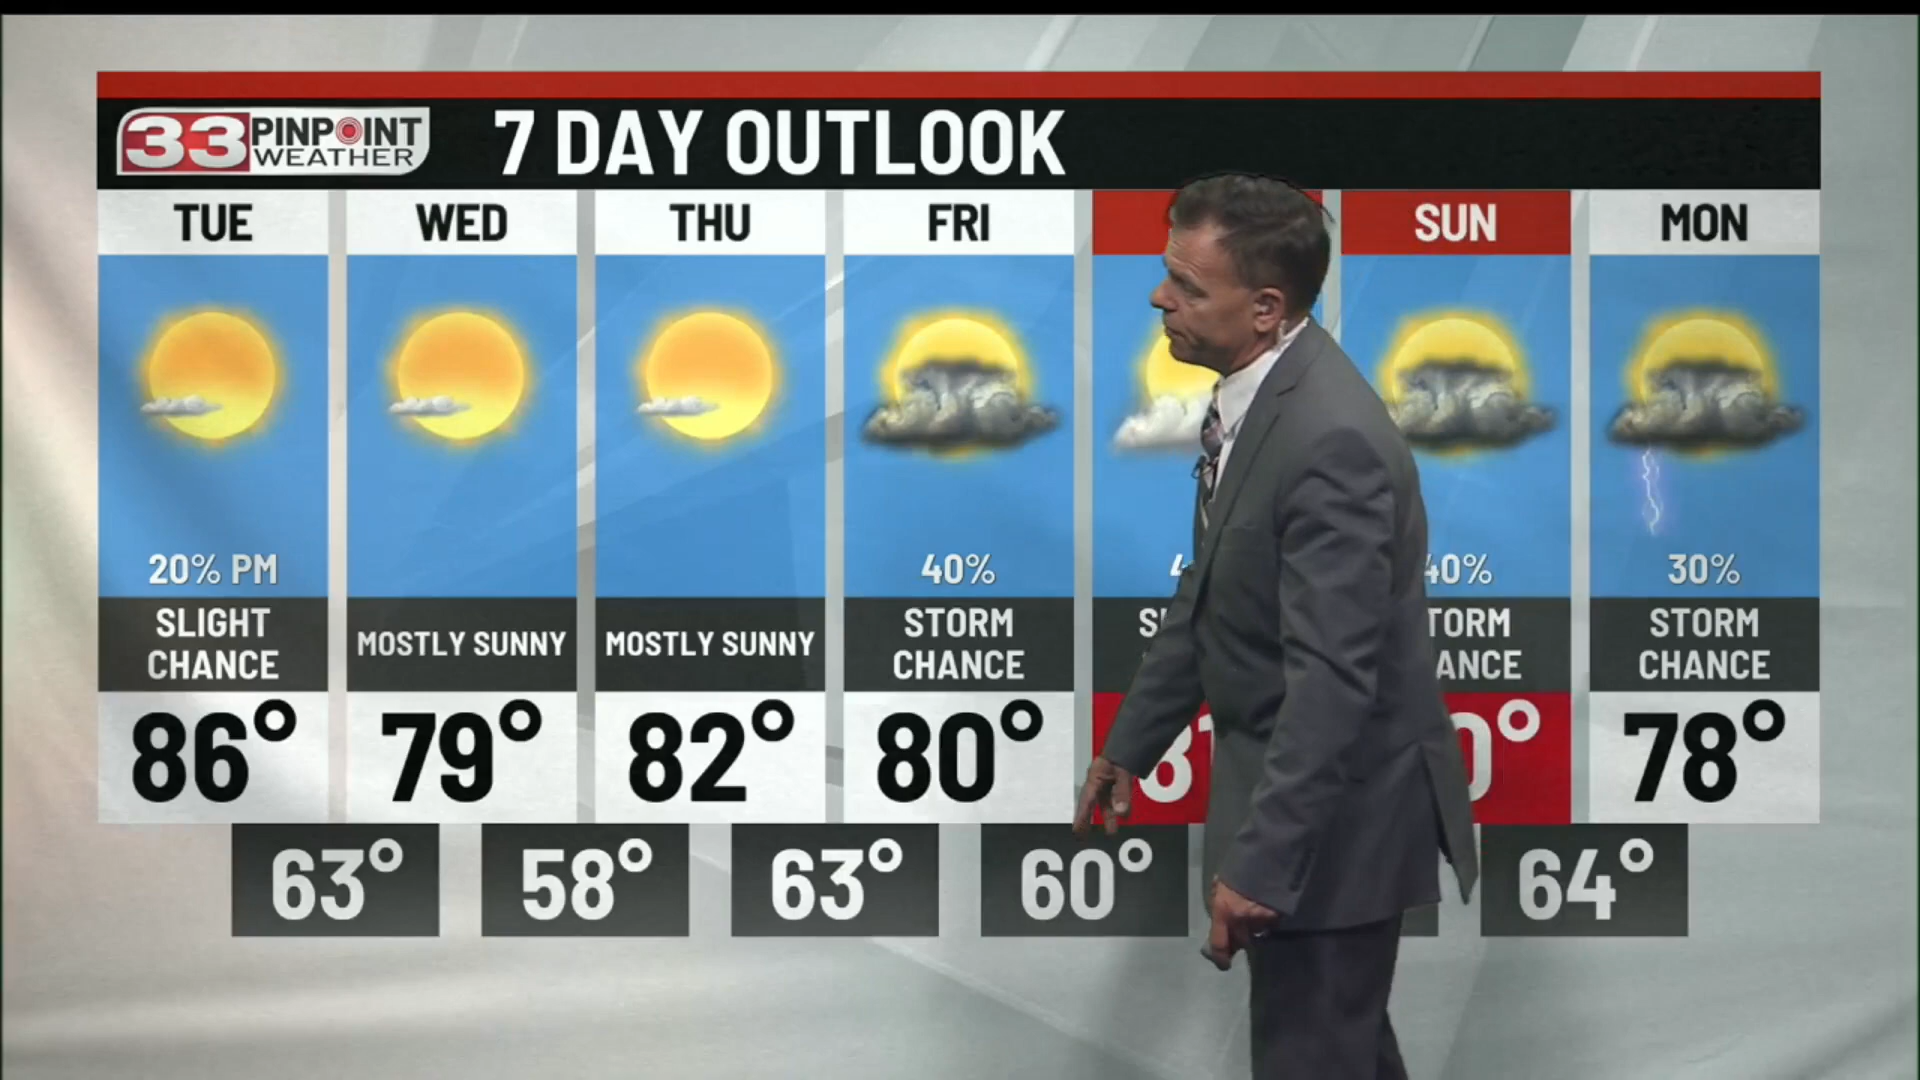 33 PINPOINT
WEATHER
7 DAY OUTLOOK
TUE WED THU FRI SUN MON
20% PM 40% 40% 30%
SLIGHT
CHANCE
MOSTLY SUNNY
MOSTLY SUNNY
STORM
CHANCE
STORM
CHANCE
86° 79° 82° 80° 78°
63° 58° 63° 60° 64°